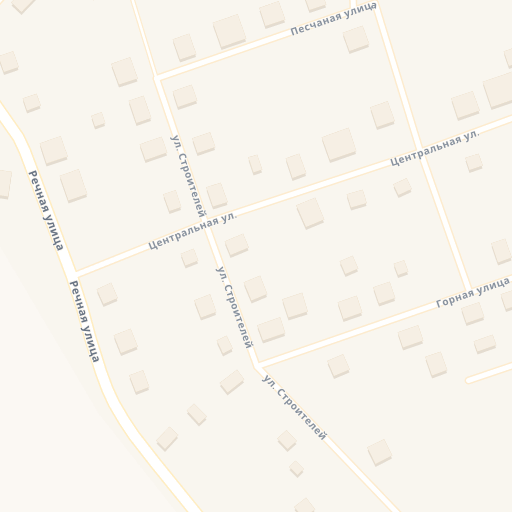 Песчаная улица
ул. Строителей
Центральная ул.
Речная улица
Центральная ул.
ул. Строителей
Речная улица
Горная улица
ул. Строителей